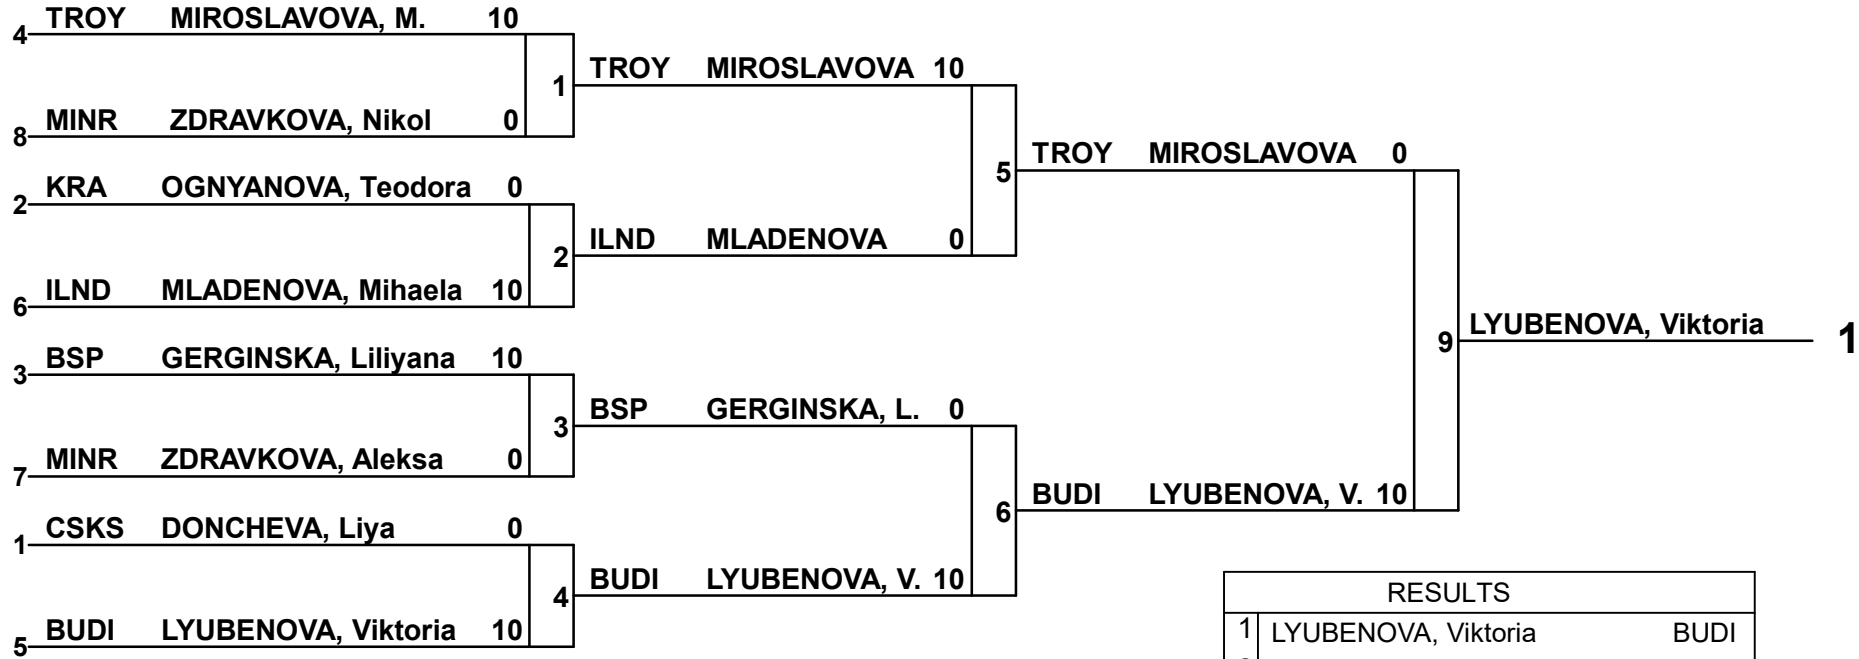 4 TROY MIROSLAVOVA, M. 10
8 MINR ZDRAVKOVA, Nikol 0
1
2 KRA OGNYANOVA, Teodora 0
6 ILND MLADENOVA, Mihaela 10
2
3 BSP GERGINSKA, Liliyana 10
7 MINR ZDRAVKOVA, Aleksa 0
3
1 CSKS DONCHEVA, Liya 0
5 BUDI LYUBENOVA, Viktoria 10
4
TROY MIROSLAVOVA 10
ILND MLADENOVA 0
5
BSP GERGINSKA, L. 0
BUDI LYUBENOVA, V. 10
6
TROY MIROSLAVOVA 0
BUDI LYUBENOVA, V. 10
9
LYUBENOVA, Viktoria 1
RESULTS
1 LYUBENOVA, Viktoria BUDI